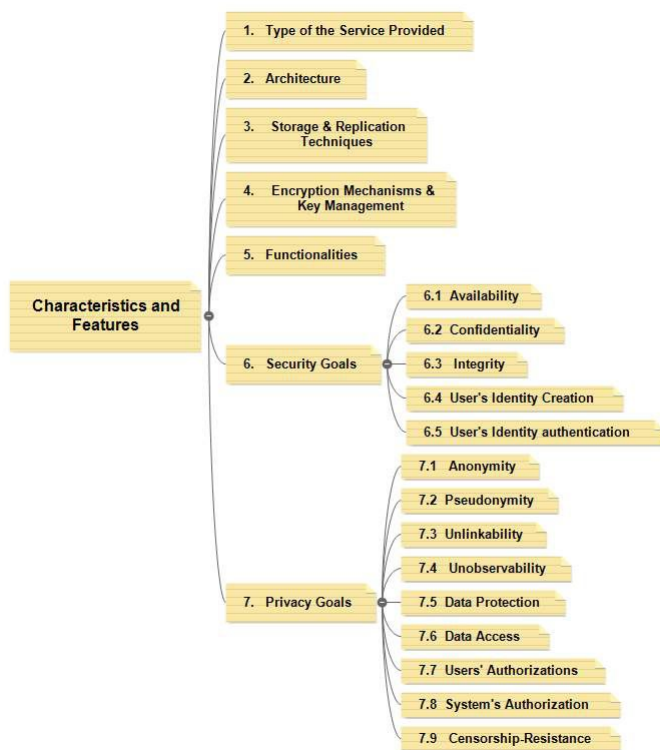 1. Type of the Service Provided
2. Architecture
3. Storage & Replication
Techniques
4. Encryption Mechanisms &
Key Management
5. Functionalities
Characteristics and
Features
6. Security Goals
6.1 Availability
6.2 Confidentiality
6.3 Integrity
6.4 User's Identity Creation
6.5 User's Identity authentication
7. Privacy Goals
7.1 Anonymity
7.2 Pseudonymity
7.3 Unlinkability
7.4 Unobservability
7.5 Data Protection
7.6 Data Access
7.7 Users' Authorizations
7.8 System's Authorization
7.9 Censorship-Resistance